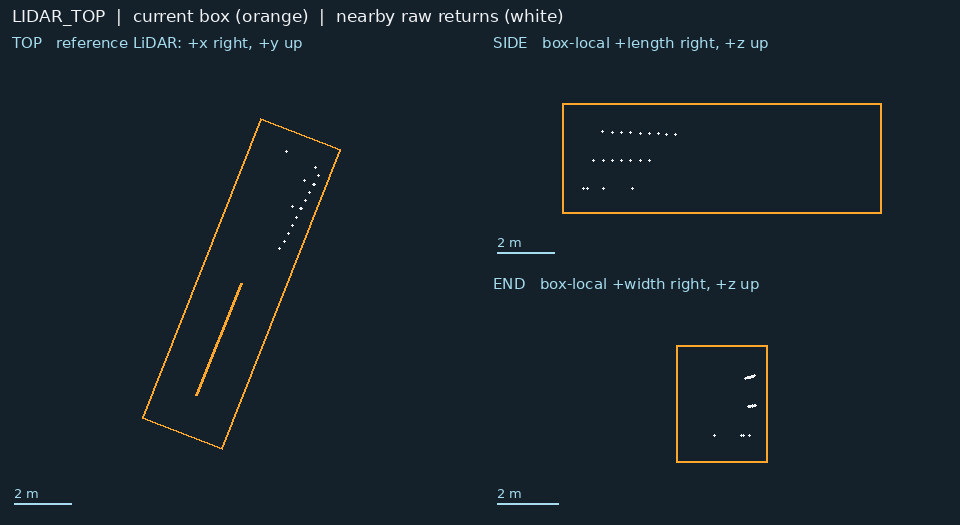 LIDAR_TOP  |  current box (orange)  |  nearby raw returns (white)
TOP   reference LiDAR: +x right, +y up
SIDE   box-local +length right, +z up
2 m
END   box-local +width right, +z up
2 m
2 m